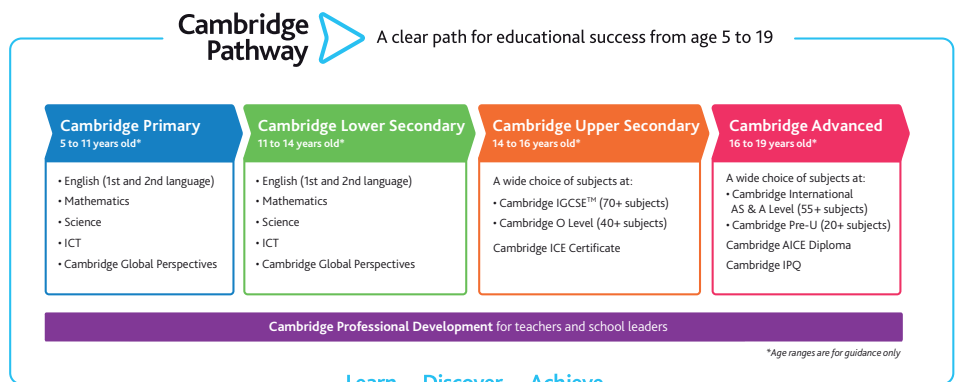 Cambridge
Pathway
A clear path for educational success from age 5 to 19
Cambridge Primary
5 to 11 years old*
• English (1st and 2nd language)
• Mathematics
• Science
• ICT
• Cambridge Global Perspectives
Cambridge Lower Secondary
11 to 14 years old*
• English (1st and 2nd language)
• Mathematics
• Science
• ICT
• Cambridge Global Perspectives
Cambridge Upper Secondary
14 to 16 years old*
A wide choice of subjects at:
• Cambridge IGCSE™ (70+ subjects)
• Cambridge O Level (40+ subjects)
Cambridge ICE Certificate
Cambridge Advanced
16 to 19 years old*
A wide choice of subjects at:
• Cambridge International
AS & A Level (55+ subjects)
• Cambridge Pre-U (20+ subjects)
Cambridge AICE Diploma
Cambridge IPQ
Cambridge Professional Development for teachers and school leaders
*Age ranges are for guidance only
Learn Discover Achieve